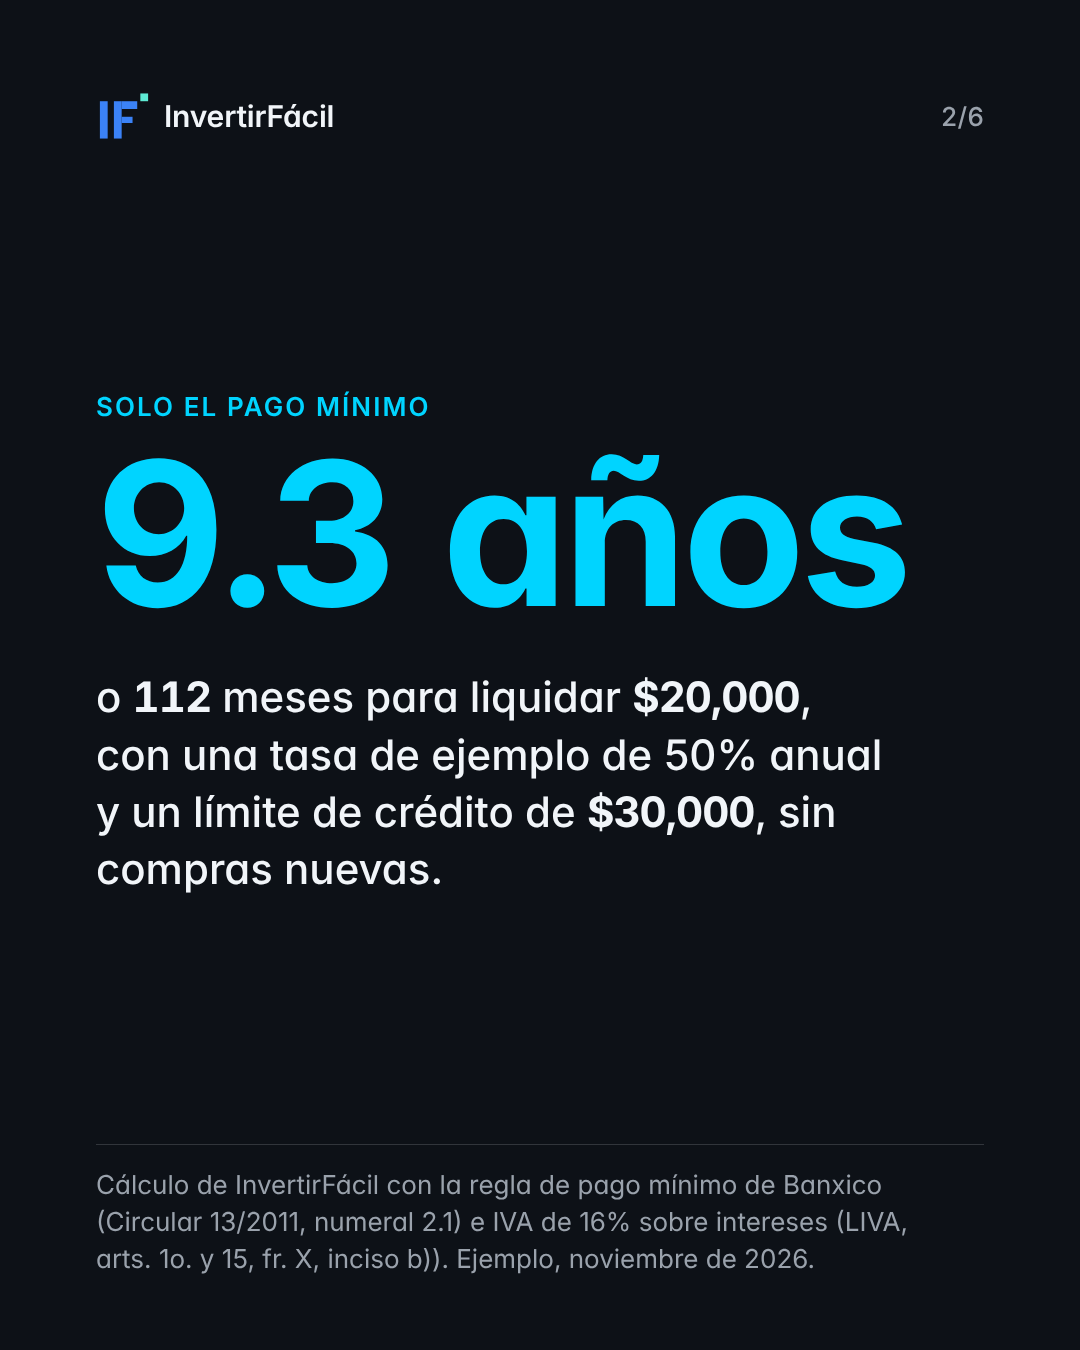 IF InvertirFácil
2/6
SOLO EL PAGO MÍNIMO
9.3 años
o 112 meses para liquidar $20,000,
con una tasa de ejemplo de 50% anual
y un límite de crédito de $30,000, sin
compras nuevas.
Cálculo de InvertirFácil con la regla de pago mínimo de Banxico
(Circular 13/2011, numeral 2.1) e IVA de 16% sobre intereses (LIVA,
arts. 1o. y 15, fr. X, inciso b)). Ejemplo, noviembre de 2026.